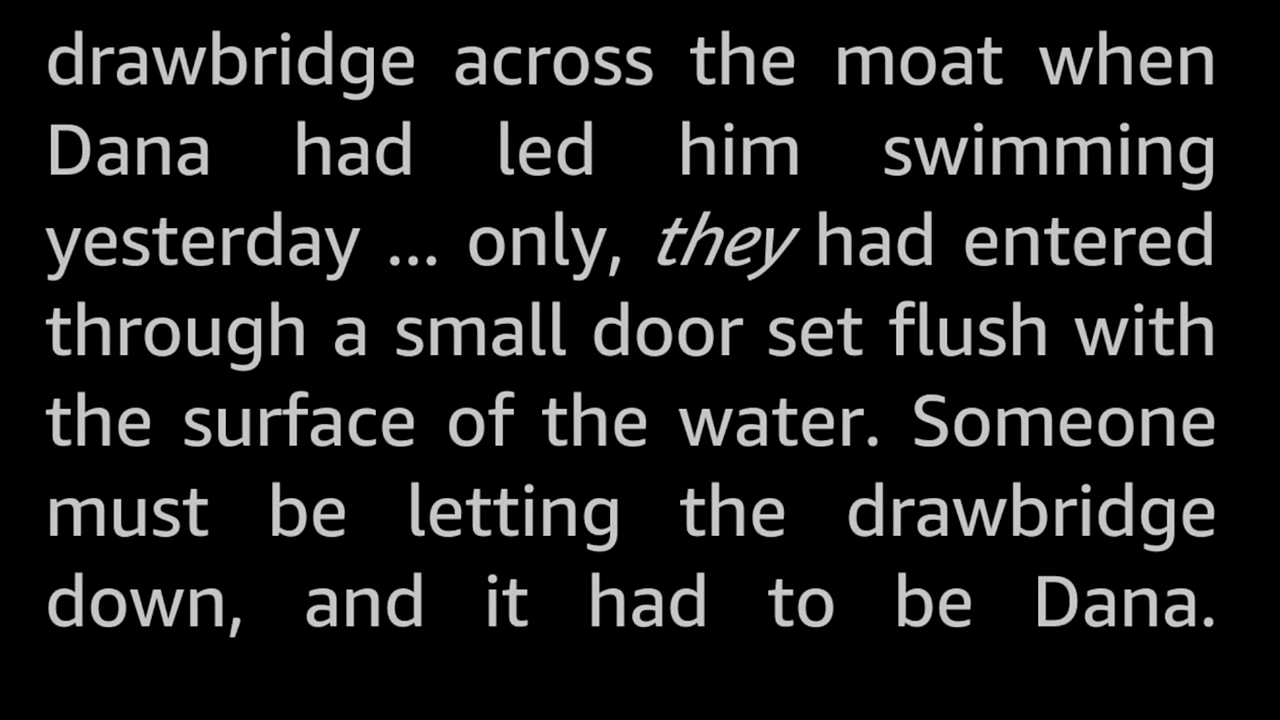 drawbridge across the moat when
Dana had led him swimming
yesterday ... only, they had entered
through a small door set flush with
the surface of the water. Someone
must be letting the drawbridge
down, and it had to be Dana.